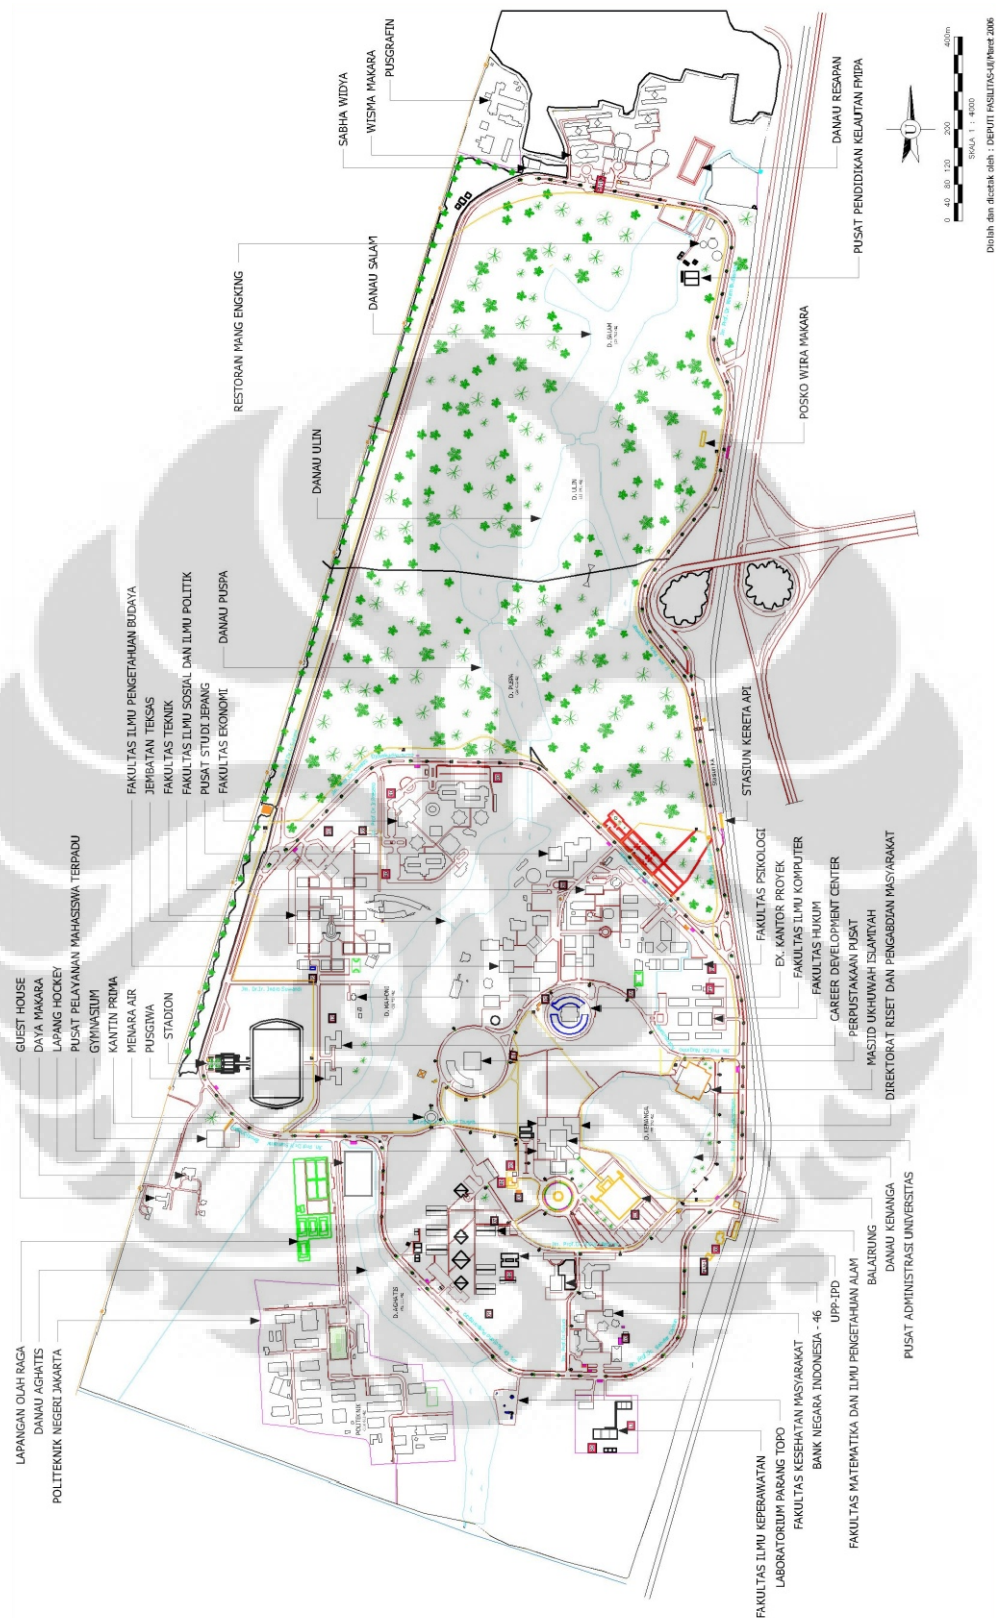 GUEST HOUSE
DAYA MAKARA
LAPANG HOCKEY
PUSAT PELAYANAN MAHASISWA TERPADU
GYMNASIUM
KANTIN PRIMA
MENARA AIR
PUSGIWA
STADION
FAKULTAS ILMU PENGETAHUAN BUDAYA
JEMBATAN TEKSAS
FAKULTAS TEKNIK
FAKULTAS ILMU SOSIAL DAN ILMU POLITIK
PUSAT STUDI JEPANG
FAKULTAS EKONOMI
DANAU PUSPA
DANAU ULIN
RESTORAN MANG ENGKING
DANAU SALAM
SABHA WIDYA
WISMA MAKARA
PUSGRAFIN
LAPANGAN OLAH RAGA
DANAU AGHATIS
POLITEKNIK NEGERI JAKARTA
D. SALAM
D. ULIN
D. PUSPA
D. MAHONI
D. KENANGA
D. AGHATIS
POLITEKNIK
FAKULTAS ILMU KEPERAWATAN
LABORATORIUM PARANG TOPO
FAKULTAS KESEHATAN MASYARAKAT
BANK NEGARA INDONESIA - 46
UPP-IPD
FAKULTAS MATEMATIKA DAN ILMU PENGETAHUAN ALAM
BALAIRUNG
DANAU KENANGA
PUSAT ADMINISTRASI UNIVERSITAS
FAKULTAS PSIKOLOGI
EX. KANTOR PROYEK
FAKULTAS ILMU KOMPUTER
FAKULTAS HUKUM
CAREER DEVELOPMENT CENTER
PERPUSTAKAAN PUSAT
MASJID UKHUWAH ISLAMIYAH
DIREKTORAT RISET DAN PENGABDIAN MASYARAKAT
STASIUN KERETA API
POSKO WIRA MAKARA
PUSAT PENDIDIKAN KELAUTAN FMIPA
DANAU RESAPAN
U
0 40 80 120 200 400m
SKALA 1 : 4000
Diolah dan dicetak oleh : DEPUTI FASILITAS-UI/Maret 2006